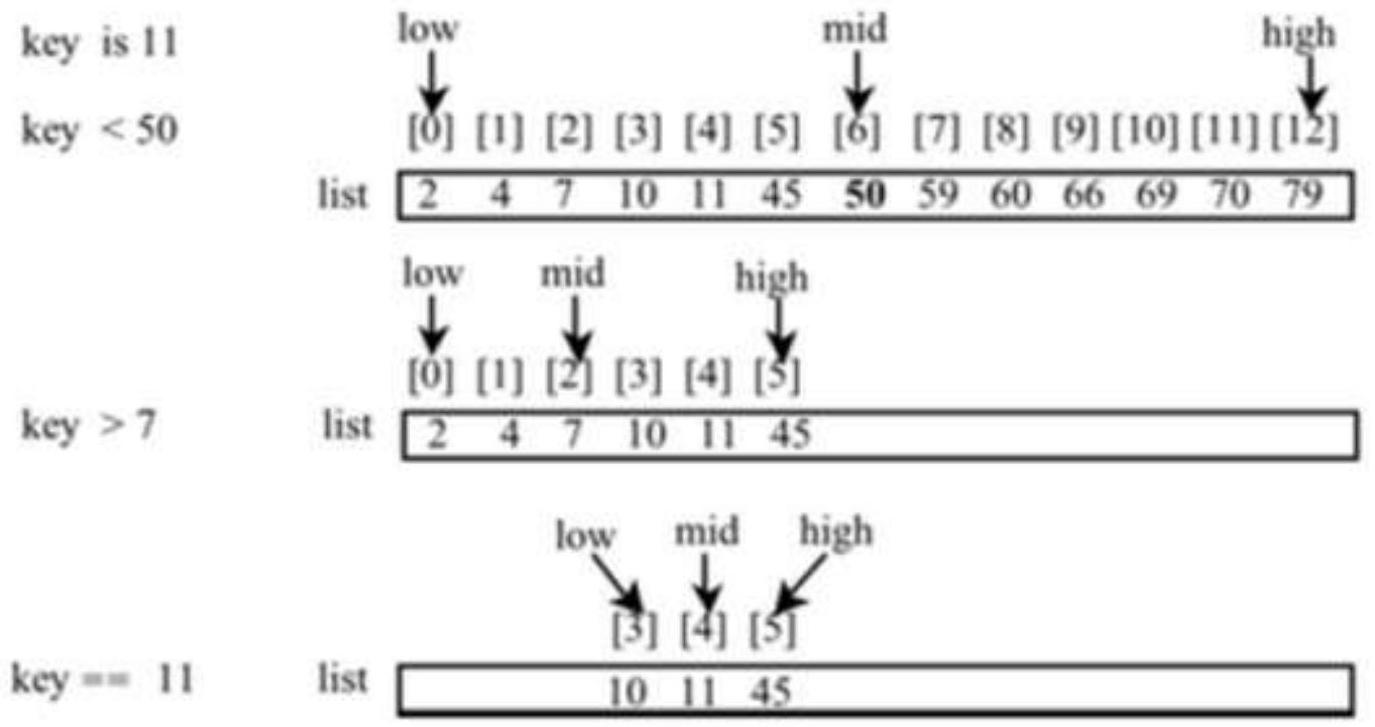 key is 11
low mid high
key < 50
[0] [1] [2] [3] [4] [5] [6] [7] [8] [9] [10] [11] [12]
list 2 4 7 10 11 45 50 59 60 66 69 70 79
low mid high
[0] [1] [2] [3] [4] [5]
key > 7
list 2 4 7 10 11 45
low mid high
[3] [4] [5]
key == 11
list 10 11 45